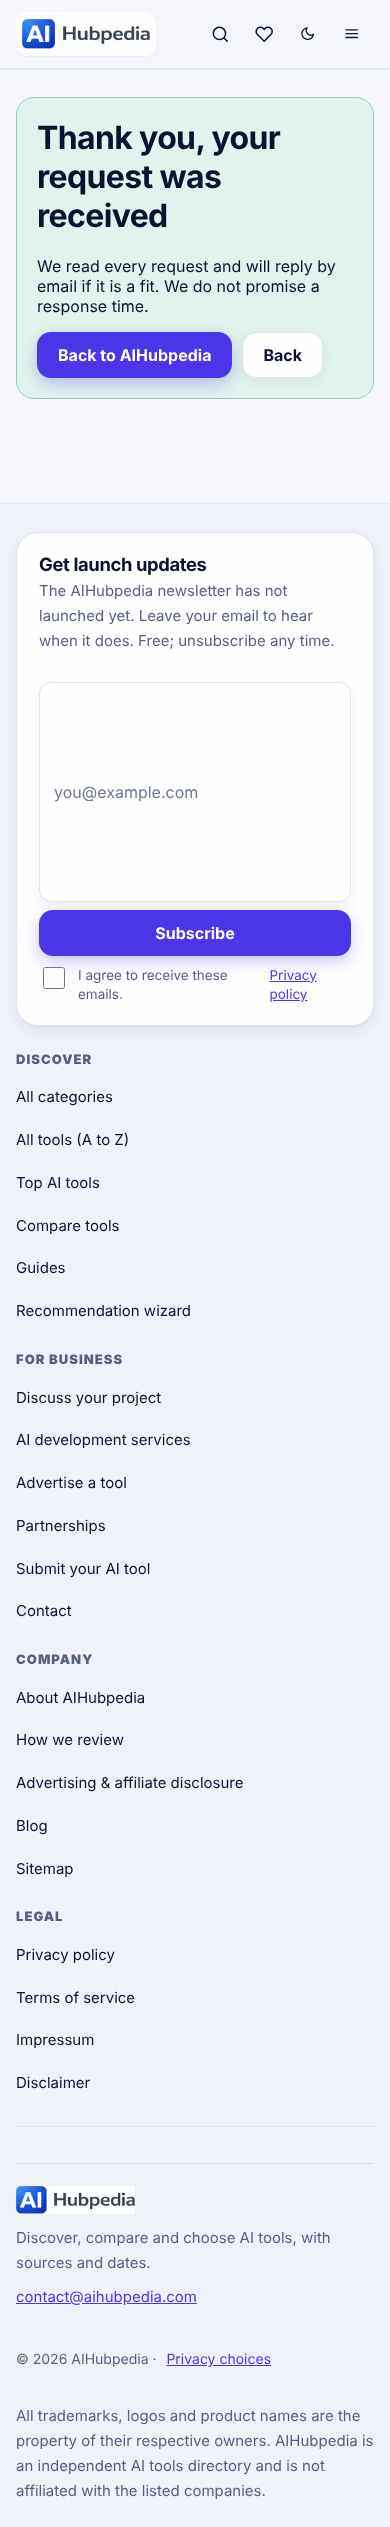 AI Hubpedia
Thank you, your
request was
received
We read every request and will reply by
email if it is a fit. We do not promise a
response time.
Back to AIHubpedia
Back
Get launch updates
The AIHubpedia newsletter has not
launched yet. Leave your email to hear
when it does. Free; unsubscribe any time.
you@example.com
Subscribe
I agree to receive these
emails.
Privacy
policy
DISCOVER
All categories
All tools (A to Z)
Top AI tools
Compare tools
Guides
Recommendation wizard
FOR BUSINESS
Discuss your project
AI development services
Advertise a tool
Partnerships
Submit your AI tool
Contact
COMPANY
About AIHubpedia
How we review
Advertising & affiliate disclosure
Blog
Sitemap
LEGAL
Privacy policy
Terms of service
Impressum
Disclaimer
AI Hubpedia
Discover, compare and choose AI tools, with
sources and dates.
contact@aihubpedia.com
© 2026 AIHubpedia · Privacy choices
All trademarks, logos and product names are the
property of their respective owners. AIHubpedia is
an independent AI tools directory and is not
affiliated with the listed companies.